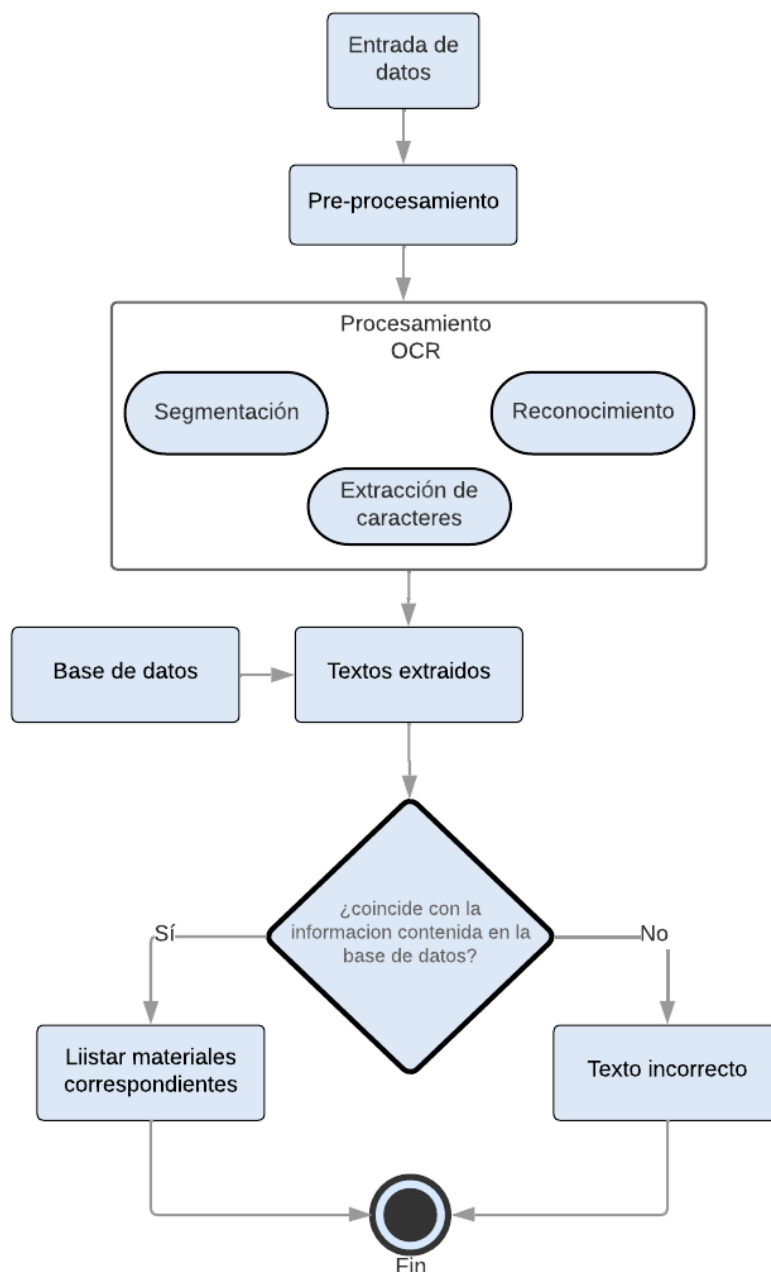 Entrada de
datos
Pre-procesamiento
Procesamiento
OCR
Segmentación
Reconocimiento
Extracción de
caracteres
Base de datos
Textos extraidos
¿coincide con la
informacion contenida en la
base de datos?
Sí
No
Liistar materiales
correspondientes
Texto incorrecto
Fin